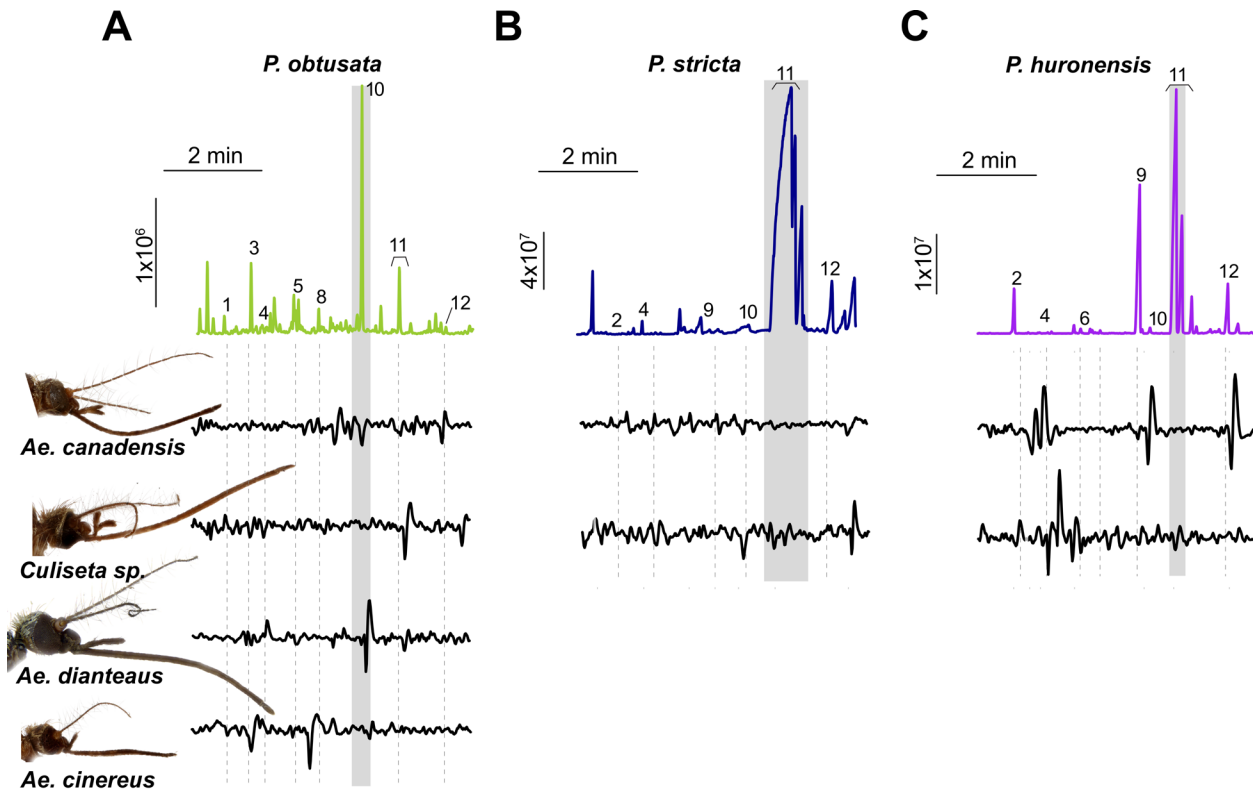 A
P. obtusata
2 min
1x10⁶
1
3
4
5
8
10
11
12
B
P. stricta
2 min
4x10⁷
2
4
9
10
11
12
C
P. huronensis
2 min
1x10⁷
2
4
6
9
10
11
12
Ae. canadensis
Culiseta sp.
Ae. dianteaus
Ae. cinereus